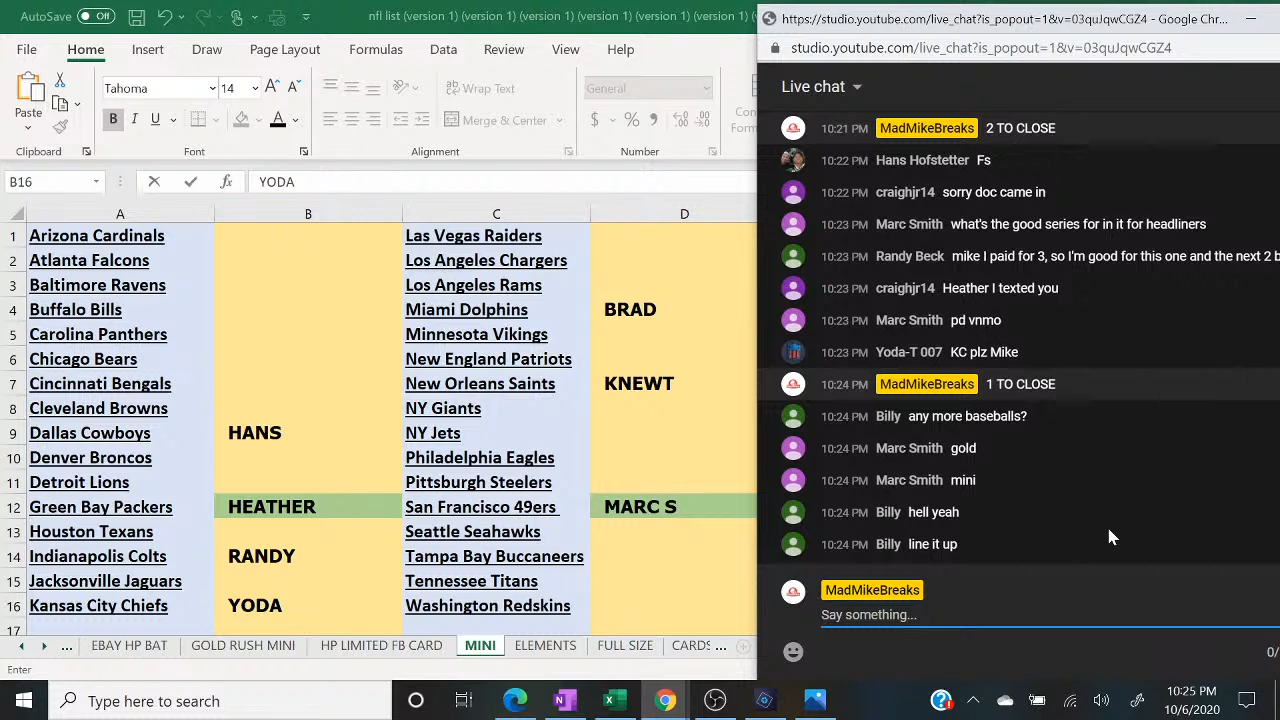 AutoSave Off nfl list (version 1) (version 1) (version 1)
File Home Insert Draw Page Layout Formulas Data Review View Help
Paste
Tahoma 14 A A
B I U A
ab Wrap Text
Merge & Center
General
$ % 9
Clipboard Font Alignment Number
B16 fx YODA
A B C D
1 Arizona Cardinals Las Vegas Raiders
2 Atlanta Falcons Los Angeles Chargers
3 Baltimore Ravens Los Angeles Rams
4 Buffalo Bills Miami Dolphins BRAD
5 Carolina Panthers Minnesota Vikings
6 Chicago Bears New England Patriots
7 Cincinnati Bengals New Orleans Saints KNEWT
8 Cleveland Browns NY Giants
9 Dallas Cowboys HANS NY Jets
10 Denver Broncos Philadelphia Eagles
11 Detroit Lions Pittsburgh Steelers
12 Green Bay Packers HEATHER San Francisco 49ers MARC S
13 Houston Texans Seattle Seahawks
14 Indianapolis Colts RANDY Tampa Bay Buccaneers
15 Jacksonville Jaguars Tennessee Titans
16 Kansas City Chiefs YODA Washington Redskins
17
... EBAY HP BAT GOLD RUSH MINI HP LIMITED FB CARD MINI ELEMENTS FULL SIZE CARDS ...
Enter
https://studio.youtube.com/live_chat?is_popout=1&v=03quJqwCGZ4 - Google Chr...
studio.youtube.com/live_chat?is_popout=1&v=03quJqwCGZ4
Live chat
10:21 PM MadMikeBreaks 2 TO CLOSE
10:22 PM Hans Hofstetter Fs
10:22 PM craighjr14 sorry doc came in
10:23 PM Marc Smith what's the good series for in it for headliners
10:23 PM Randy Beck mike I paid for 3, so I'm good for this one and the next 2 b
10:23 PM craighjr14 Heather I texted you
10:23 PM Marc Smith pd vnmo
10:23 PM Yoda-T 007 KC plz Mike
10:24 PM MadMikeBreaks 1 TO CLOSE
10:24 PM Billy any more baseballs?
10:24 PM Marc Smith gold
10:24 PM Marc Smith mini
10:24 PM Billy hell yeah
10:24 PM Billy line it up
MadMikeBreaks
Say something...
0/
Type here to search
10:25 PM
10/6/2020